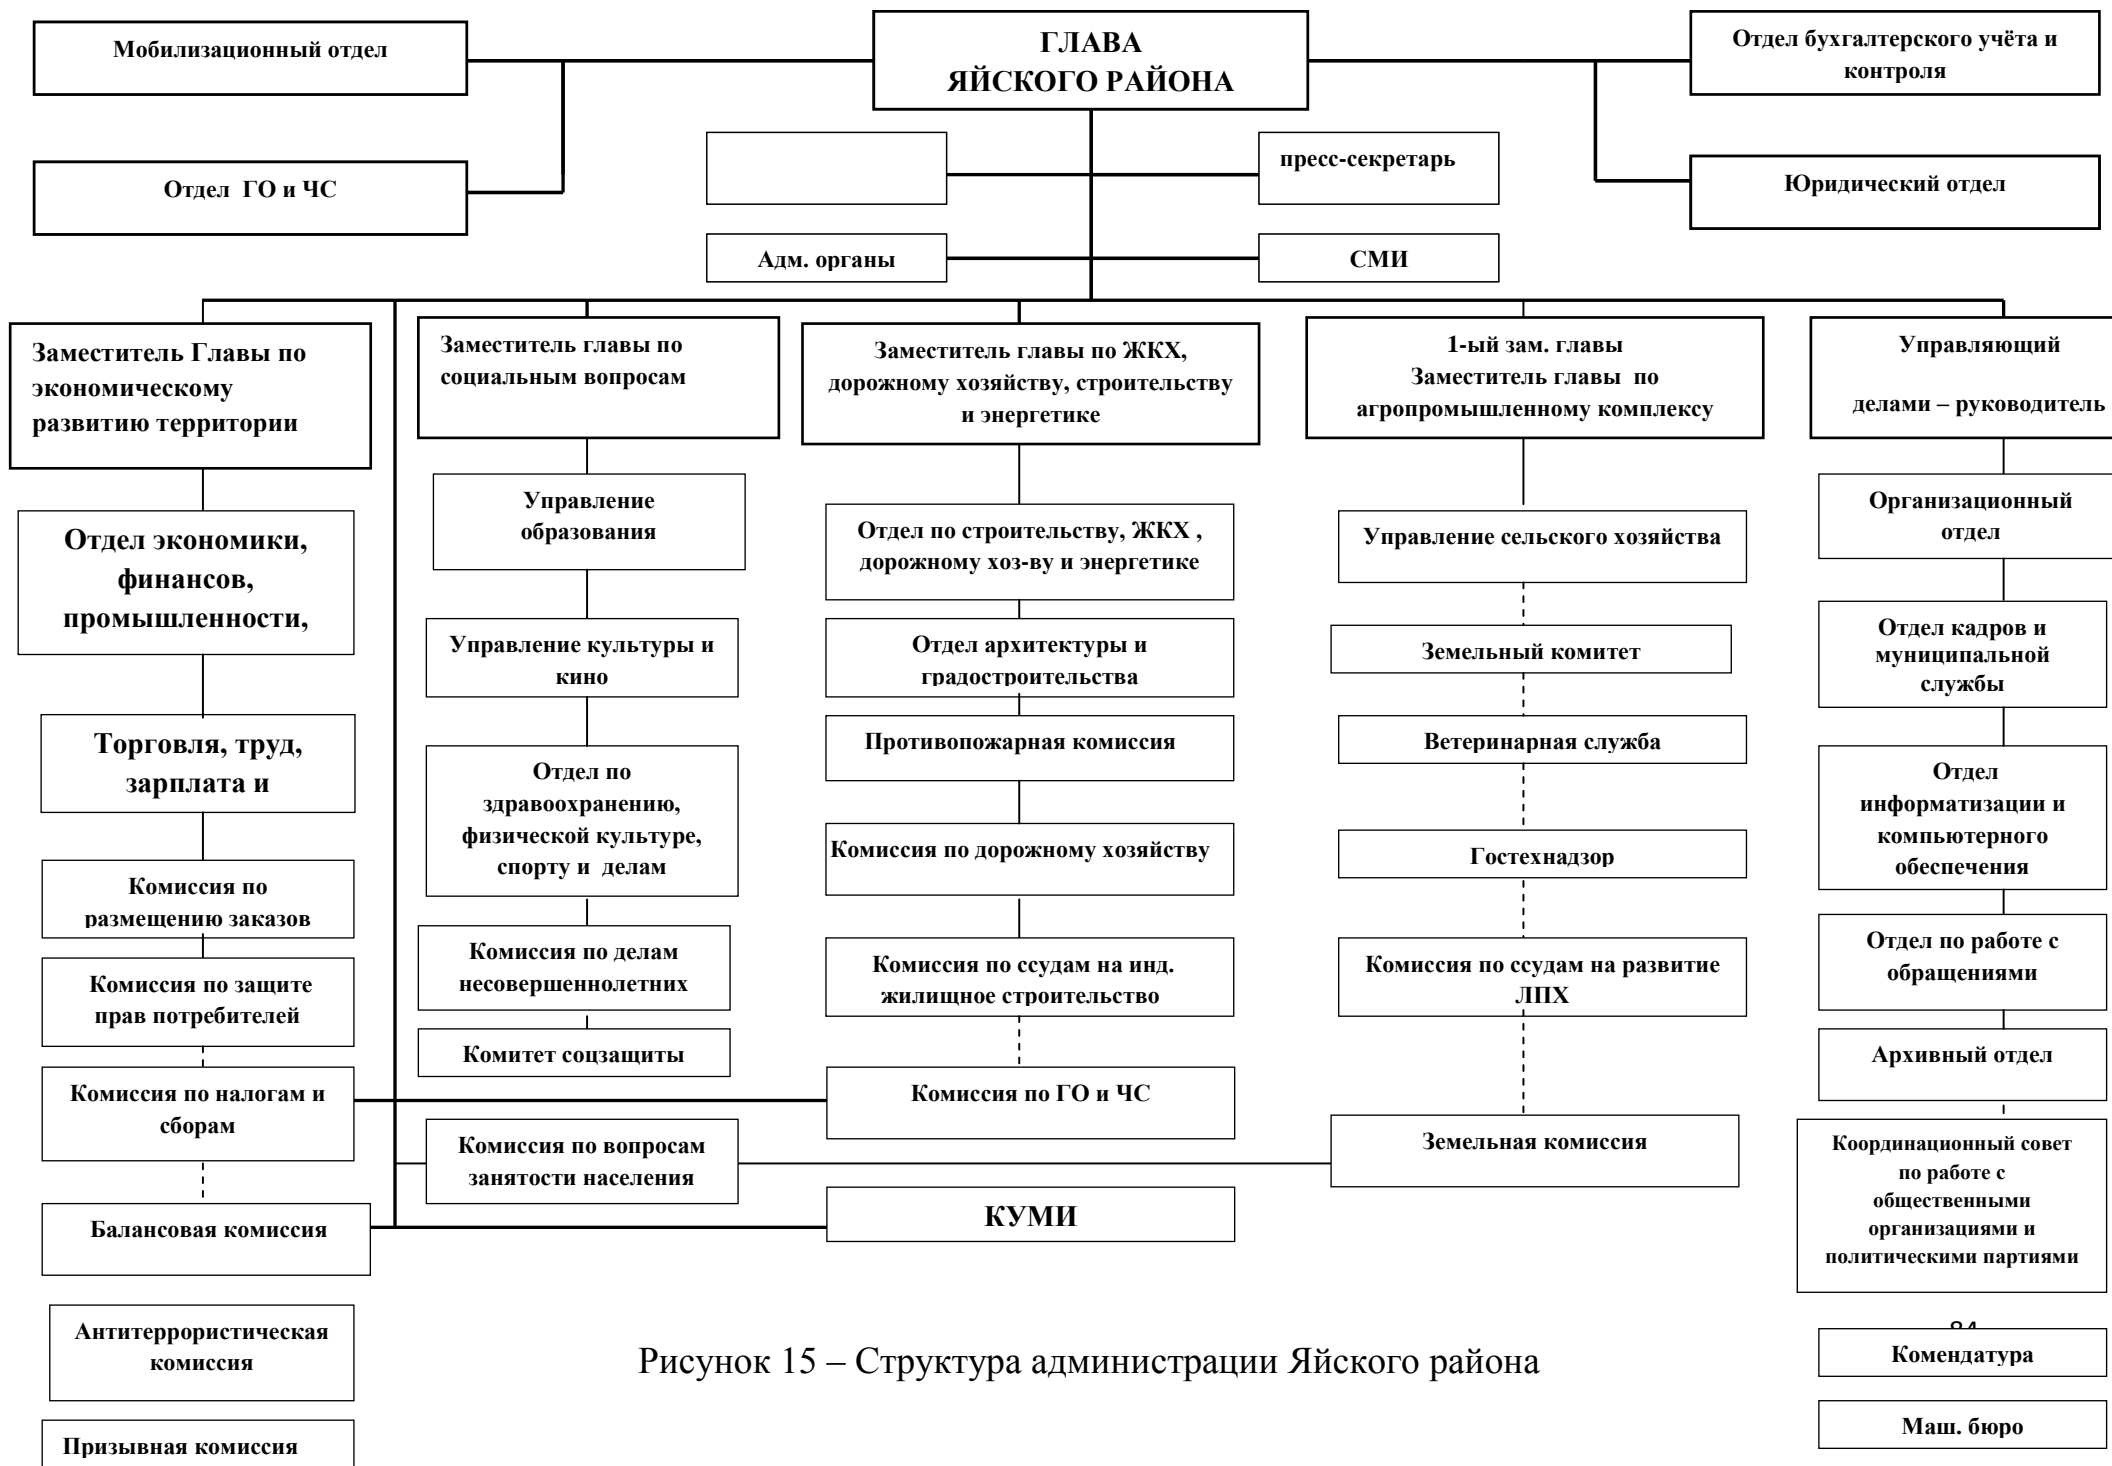 Мобилизационный отдел
ГЛАВА
ЯЙСКОГО РАЙОНА
Отдел бухгалтерского учёта и
контроля
Отдел ГО и ЧС
пресс-секретарь
Юридический отдел
Адм. органы
СМИ
Заместитель Главы по
экономическому
развитию территории
Заместитель главы по
социальным вопросам
Заместитель главы по ЖКХ,
дорожному хозяйству, строительству
и энергетике
1-ый зам. главы
Заместитель главы по
агропромышленному комплексу
Управляющий
делами – руководитель
Отдел экономики,
финансов,
промышленности,
Торговля, труд,
зарплата и
Комиссия по
размещению заказов
Комиссия по защите
прав потребителей
Комиссия по налогам и
сборам
Балансовая комиссия
Антитеррористическая
комиссия
Призывная комиссия
Управление
образования
Управление культуры и
кино
Отдел по
здравоохранению,
физической культуре,
спорту и делам
Комиссия по делам
несовершеннолетних
Комитет соцзащиты
Комиссия по вопросам
занятости населения
Отдел по строительству, ЖКХ ,
дорожному хоз-ву и энергетике
Отдел архитектуры и
градостроительства
Противопожарная комиссия
Комиссия по дорожному хозяйству
Комиссия по ссудам на инд.
жилищное строительство
Комиссия по ГО и ЧС
КУМИ
Управление сельского хозяйства
Земельный комитет
Ветеринарная служба
Гостехнадзор
Комиссия по ссудам на развитие
ЛПХ
Земельная комиссия
Организационный
отдел
Отдел кадров и
муниципальной
службы
Отдел
информатизации и
компьютерного
обеспечения
Отдел по работе с
обращениями
Архивный отдел
Координационный совет
по работе с
общественными
организациями и
политическими партиями
Комендатура
Маш. бюро
Рисунок 15 – Структура администрации Яйского района